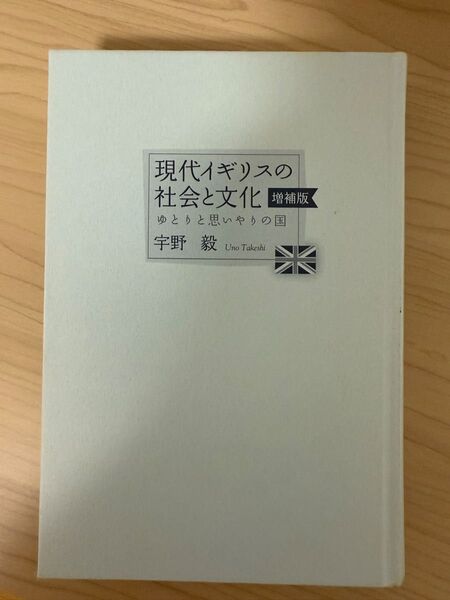 現代イギリスの
社会と文化 増補版
ゆとりと思いやりの国
宇野 毅 Uno Takeshi